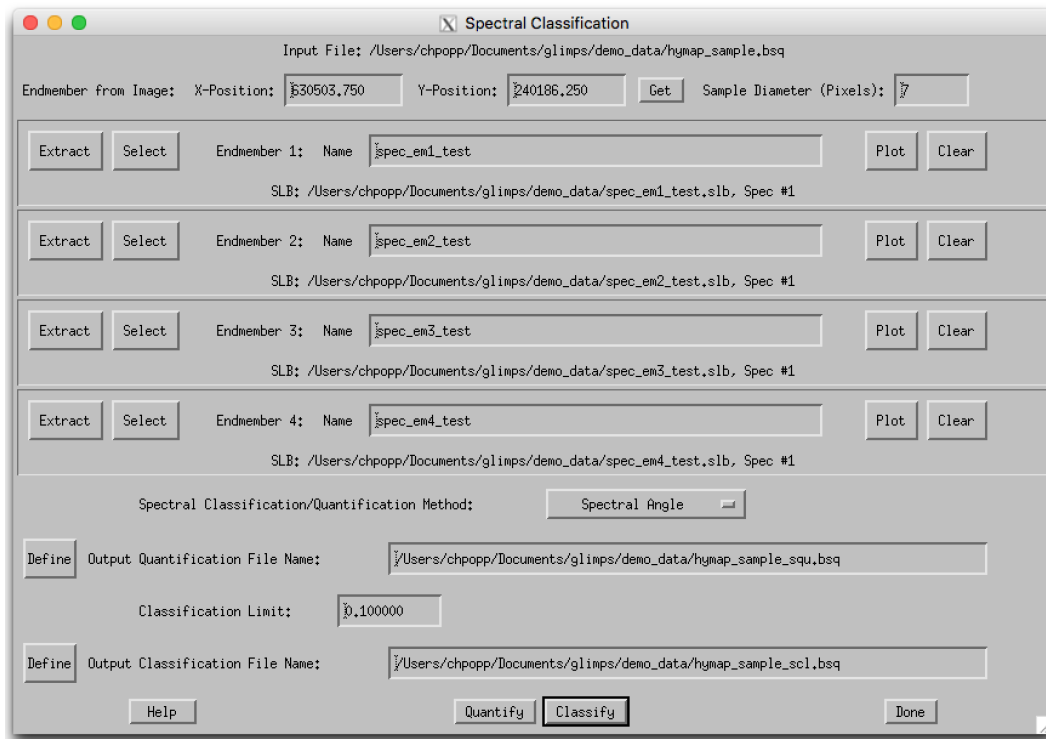 Spectral Classification
Input File: /Users/chpopp/Documents/glimps/demo_data/hymap_sample.bsq
Endmember from Image: X-Position: 630503.750 Y-Position: 240186.250 Get Sample Diameter (Pixels): 7
Extract Select Endmember 1: Name spec_em1_test Plot Clear
SLB: /Users/chpopp/Documents/glimps/demo_data/spec_em1_test.slb, Spec #1
Extract Select Endmember 2: Name spec_em2_test Plot Clear
SLB: /Users/chpopp/Documents/glimps/demo_data/spec_em2_test.slb, Spec #1
Extract Select Endmember 3: Name spec_em3_test Plot Clear
SLB: /Users/chpopp/Documents/glimps/demo_data/spec_em3_test.slb, Spec #1
Extract Select Endmember 4: Name spec_em4_test Plot Clear
SLB: /Users/chpopp/Documents/glimps/demo_data/spec_em4_test.slb, Spec #1
Spectral Classification/Quantification Method: Spectral Angle
Define Output Quantification File Name: /Users/chpopp/Documents/glimps/demo_data/hymap_sample_squ.bsq
Classification Limit: 0.100000
Define Output Classification File Name: /Users/chpopp/Documents/glimps/demo_data/hymap_sample_scl.bsq
Help Quantify Classify Done